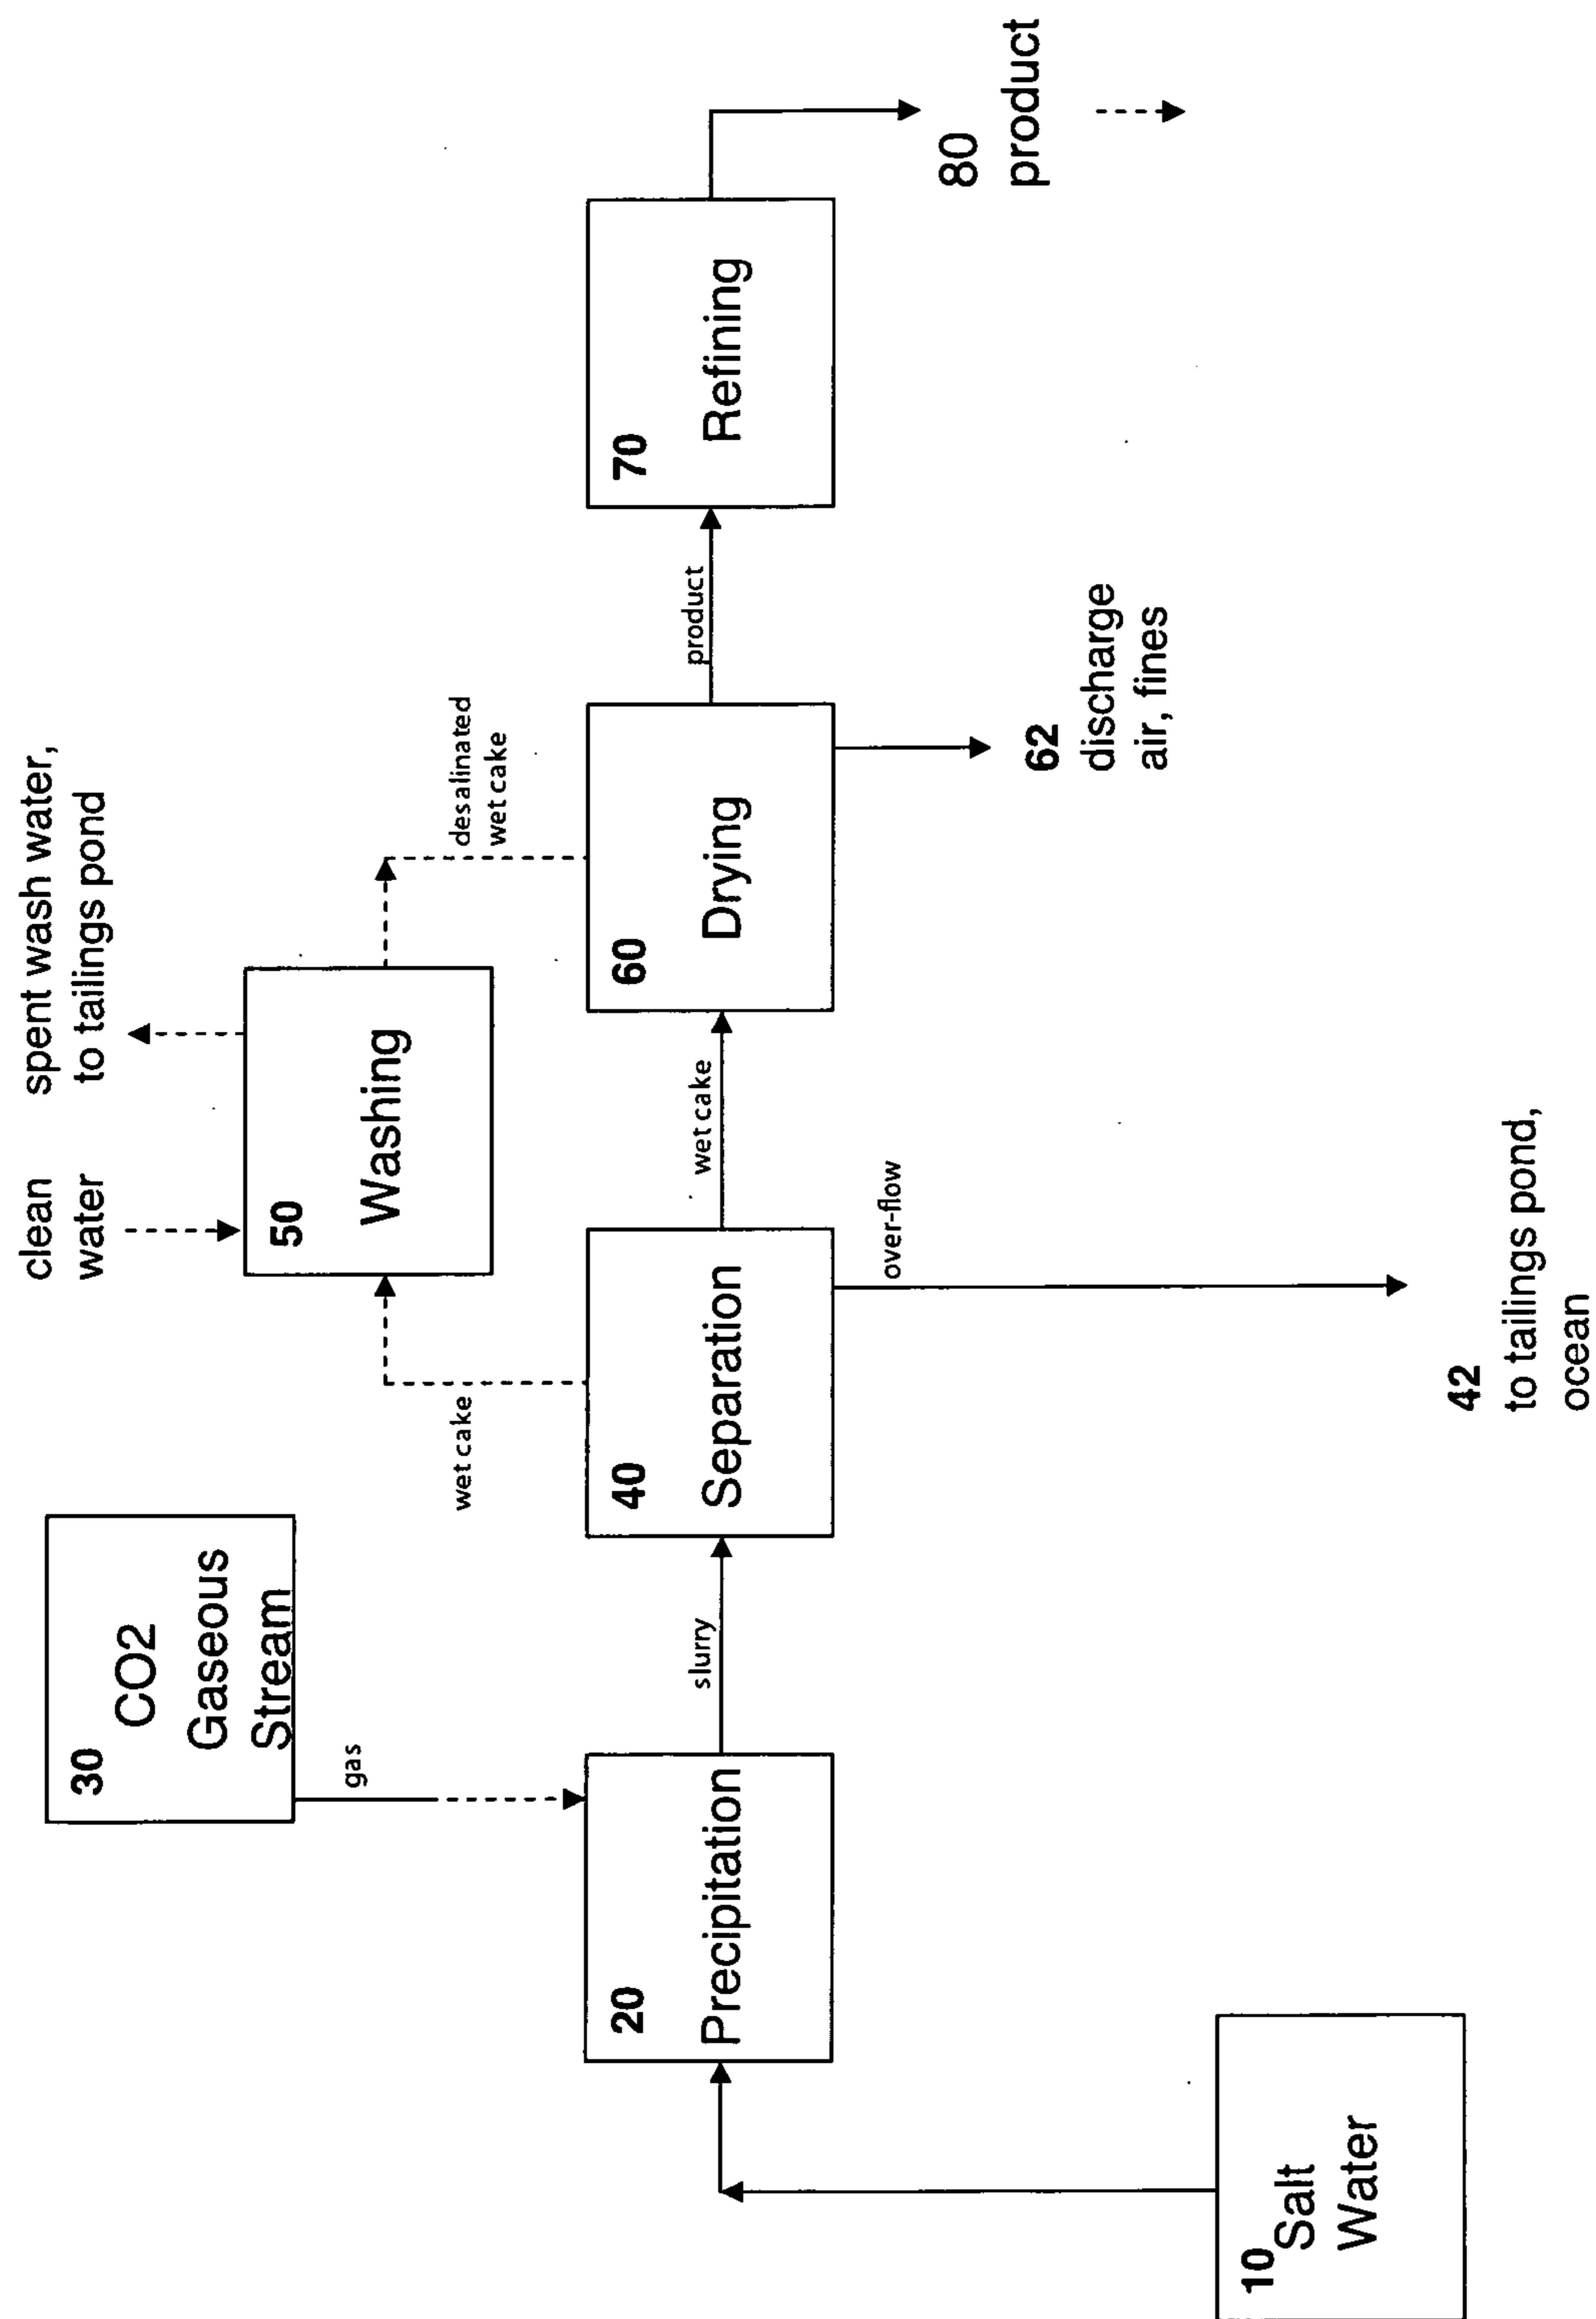 clean
water
spent wash water,
to tailings pond
30
CO2
Gaseous
Stream
gas
50
Washing
wet cake
desalinated
wet cake
20
Precipitation
slurry
40
Separation
wet cake
60
Drying
product
70
Refining
over-flow
62
discharge
air, fines
80
product
10
Salt
Water
42
to tailings pond,
ocean